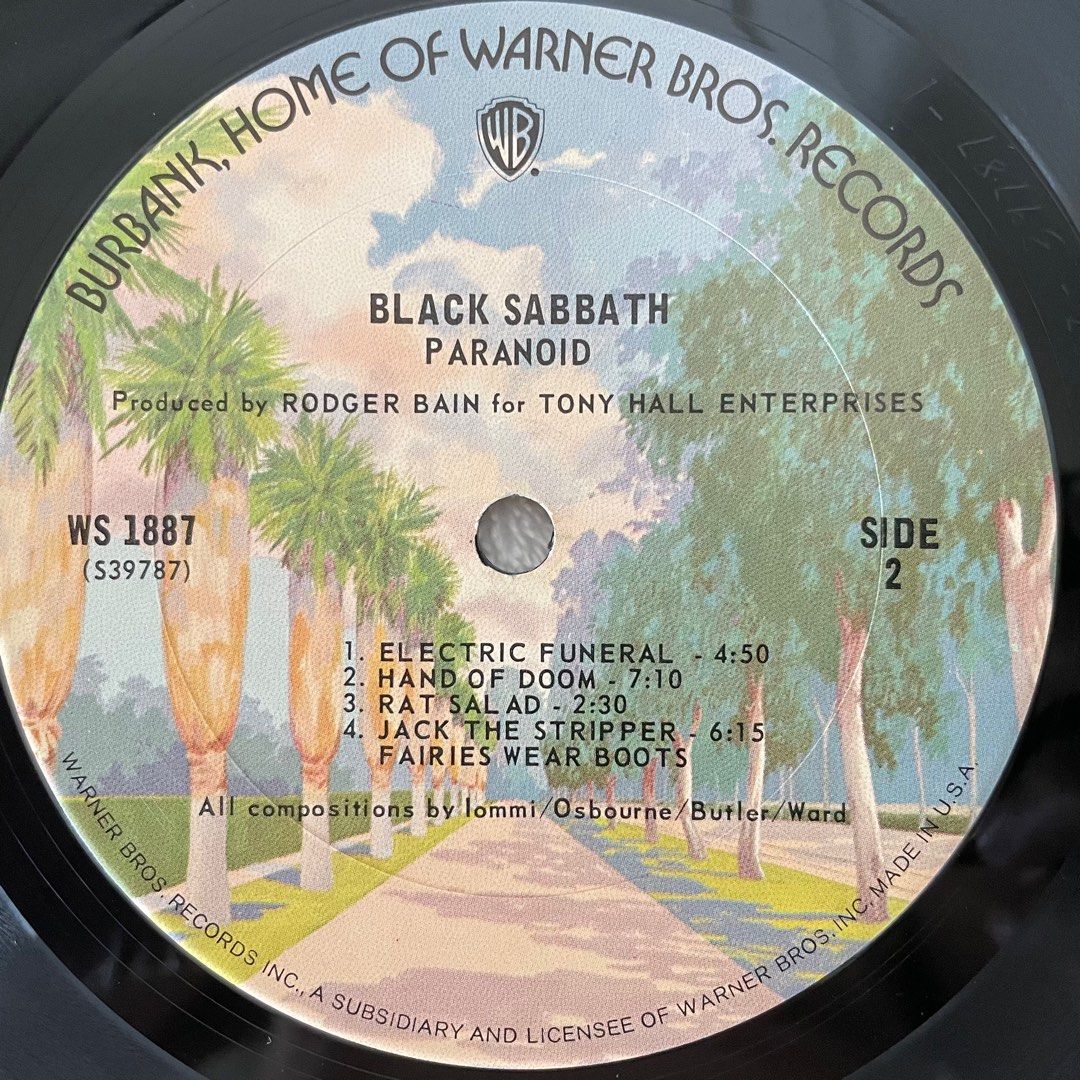 BURBANK, HOME OF WARNER BROS. RECORDS
WB
BLACK SABBATH
PARANOID
Produced by RODGER BAIN for TONY HALL ENTERPRISES
WS 1887
(S39787)
SIDE
2
1. ELECTRIC FUNERAL - 4:50
2. HAND OF DOOM - 7:10
3. RAT SALAD - 2:30
4. JACK THE STRIPPER - 6:15
FAIRIES WEAR BOOTS
All compositions by Iommi/Osbourne/Butler/Ward
WARNER BROS. RECORDS INC., A SUBSIDIARY AND LICENSEE OF WARNER BROS. INC. MADE IN U.S.A.